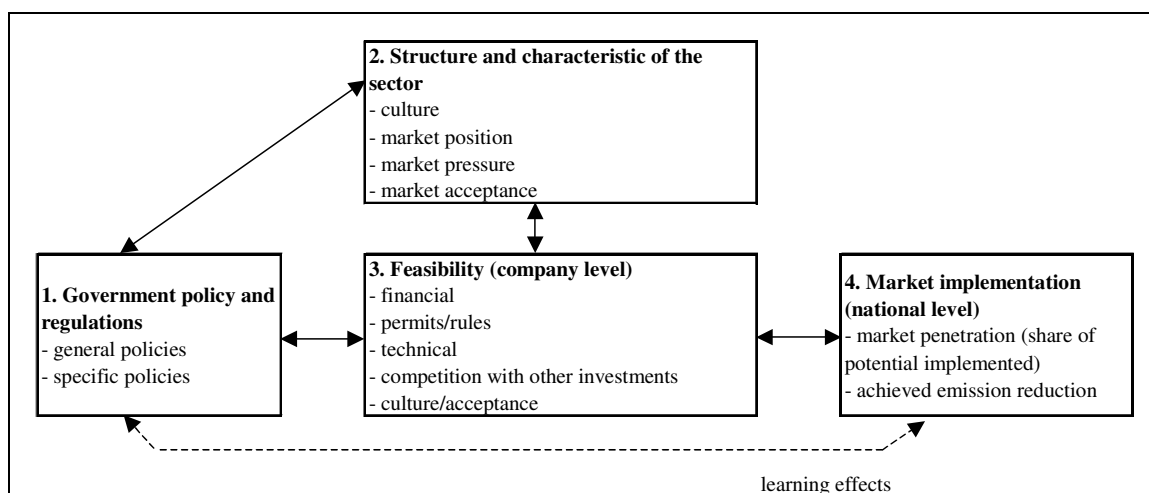 2. Structure and characteristic of the
sector
- culture
- market position
- market pressure
- market acceptance
1. Government policy and
regulations
- general policies
- specific policies
3. Feasibility (company level)
- financial
- permits/rules
- technical
- competition with other investments
- culture/acceptance
4. Market implementation
(national level)
- market penetration (share of
potential implemented)
- achieved emission reduction
learning effects